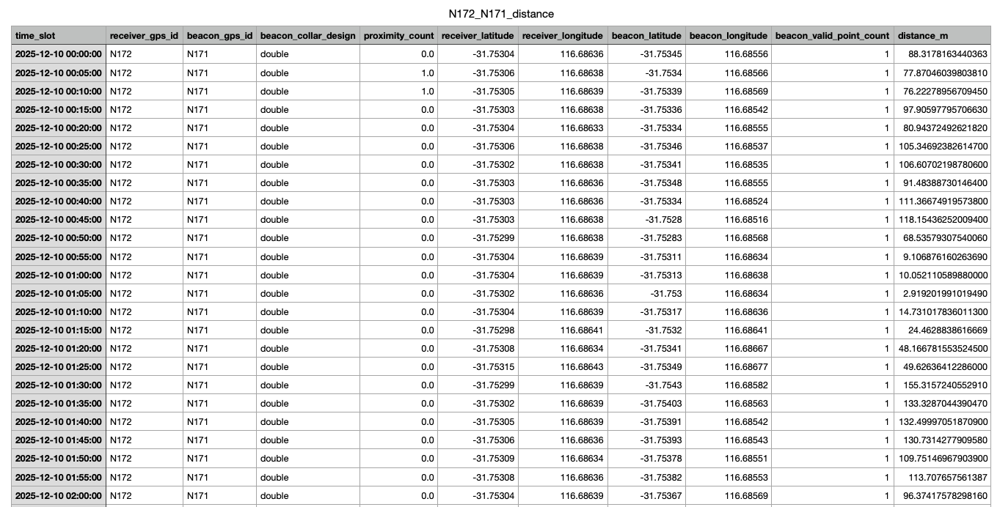 N172_N171_distance
time_slot receiver_gps_id beacon_gps_id beacon_collar_design proximity_count receiver_latitude receiver_longitude beacon_latitude beacon_longitude beacon_valid_point_count distance_m
2025-12-10 00:00:00 N172 N171 double 0.0 -31.75304 116.68636 -31.75345 116.68556 1 88.3178163440363
2025-12-10 00:05:00 N172 N171 double 1.0 -31.75306 116.68638 -31.7534 116.68566 1 77.87046039803810
2025-12-10 00:10:00 N172 N171 double 1.0 -31.75305 116.68639 -31.75339 116.68569 1 76.22278956709450
2025-12-10 00:15:00 N172 N171 double 0.0 -31.75303 116.68638 -31.75336 116.68542 1 97.90597795706630
2025-12-10 00:20:00 N172 N171 double 0.0 -31.75304 116.68633 -31.75334 116.68555 1 80.94372492621820
2025-12-10 00:25:00 N172 N171 double 0.0 -31.75306 116.68638 -31.75346 116.68537 1 105.34692382614700
2025-12-10 00:30:00 N172 N171 double 0.0 -31.75302 116.68638 -31.75341 116.68535 1 106.60702198780600
2025-12-10 00:35:00 N172 N171 double 0.0 -31.75303 116.68636 -31.75348 116.68555 1 91.48388730146400
2025-12-10 00:40:00 N172 N171 double 0.0 -31.75303 116.68636 -31.75334 116.68524 1 111.36674919573800
2025-12-10 00:45:00 N172 N171 double 0.0 -31.75303 116.68638 -31.7528 116.68516 1 118.15436252009400
2025-12-10 00:50:00 N172 N171 double 0.0 -31.75299 116.68638 -31.75283 116.68568 1 68.53579307540060
2025-12-10 00:55:00 N172 N171 double 0.0 -31.75304 116.68639 -31.75311 116.68634 1 9.106876160263690
2025-12-10 01:00:00 N172 N171 double 0.0 -31.75304 116.68639 -31.75313 116.68638 1 10.052110589880000
2025-12-10 01:05:00 N172 N171 double 0.0 -31.75302 116.68636 -31.753 116.68634 1 2.919201991019490
2025-12-10 01:10:00 N172 N171 double 0.0 -31.75304 116.68639 -31.75317 116.68636 1 14.731017836011300
2025-12-10 01:15:00 N172 N171 double 0.0 -31.75298 116.68641 -31.7532 116.68641 1 24.4628838616669
2025-12-10 01:20:00 N172 N171 double 0.0 -31.75308 116.68634 -31.75341 116.68667 1 48.166781553524500
2025-12-10 01:25:00 N172 N171 double 0.0 -31.75315 116.68643 -31.75349 116.68677 1 49.62636412286000
2025-12-10 01:30:00 N172 N171 double 0.0 -31.75299 116.68639 -31.7543 116.68582 1 155.3157240552910
2025-12-10 01:35:00 N172 N171 double 0.0 -31.75302 116.68639 -31.75403 116.68563 1 133.3287044390470
2025-12-10 01:40:00 N172 N171 double 0.0 -31.75305 116.68639 -31.75391 116.68542 1 132.49997051870900
2025-12-10 01:45:00 N172 N171 double 0.0 -31.75306 116.68636 -31.75393 116.68543 1 130.7314277909580
2025-12-10 01:50:00 N172 N171 double 0.0 -31.75309 116.68634 -31.75378 116.68551 1 109.75146967903900
2025-12-10 01:55:00 N172 N171 double 0.0 -31.75308 116.68636 -31.75382 116.68553 1 113.707657561387
2025-12-10 02:00:00 N172 N171 double 0.0 -31.75304 116.68639 -31.75367 116.68569 1 96.37417578298160